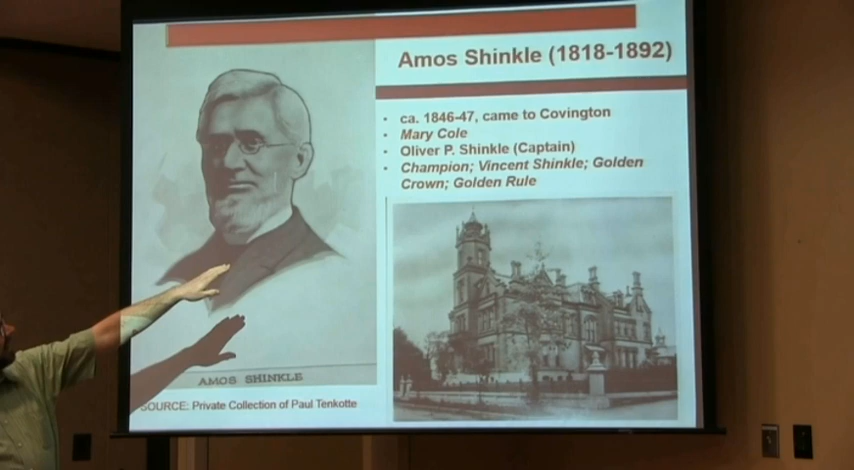 Amos Shinkle (1818-1892)
• ca. 1846-47, came to Covington
• Mary Cole
• Oliver P. Shinkle (Captain)
• Champion; Vincent Shinkle; Golden
Crown; Golden Rule
AMOS SHINKLE
SOURCE: Private Collection of Paul Tenkotte